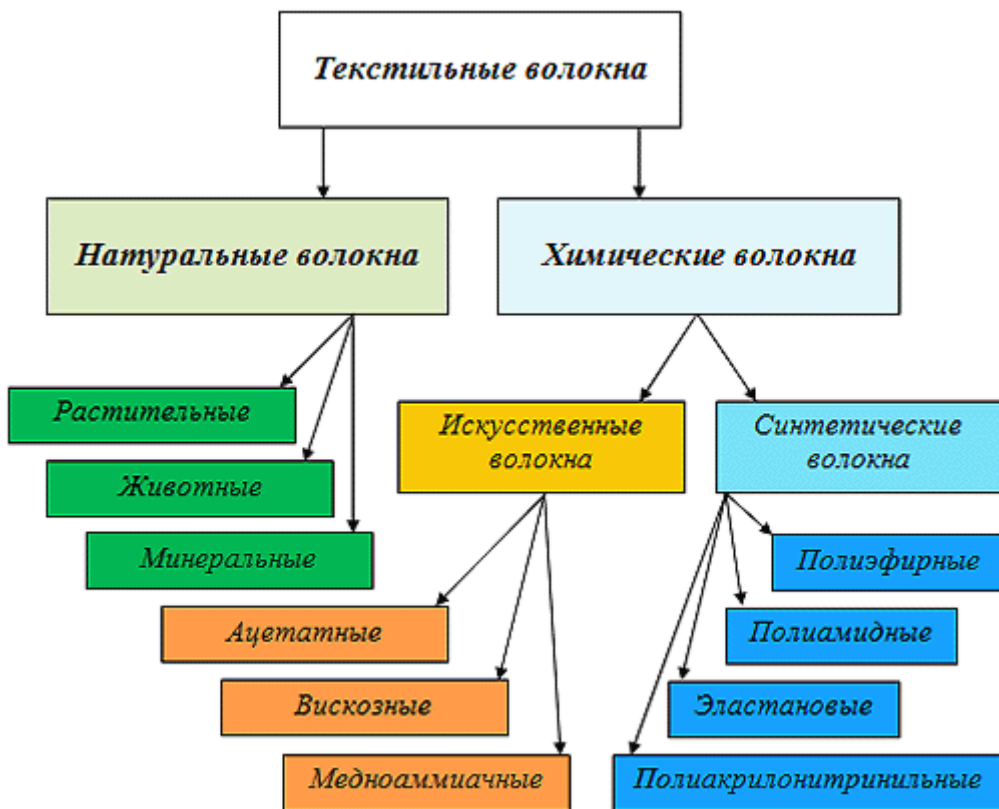 Текстильные волокна
Натуральные волокна
Химические волокна
Растительные
Животные
Минеральные
Искусственные
волокна
Синтетические
волокна
Ацетатные
Вискозные
Медноаммиачные
Полиэфирные
Полиамидные
Эластановые
Полиакрилонитринильные